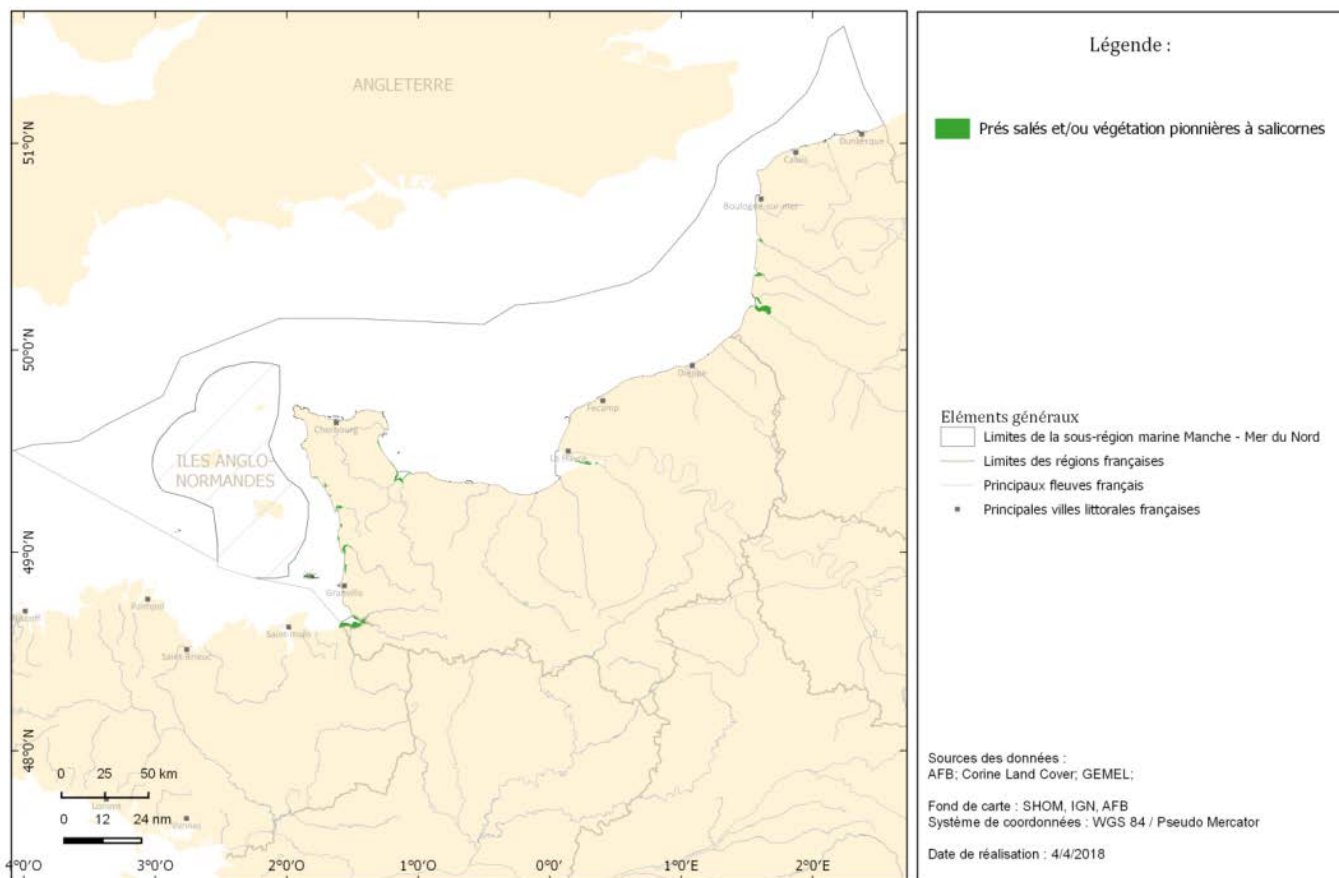 ANGLETERRE
Dunkerque
Calais
Boulogne-sur-mer
51°0'N
50°0'N
49°0'N
48°0'N
Dieppe
Fecamp
Le Havre
Cherbourg
ILES ANGLO-
NORMANDES
Granville
Paimpol
Saint-Malo
Saint-Brieuc
Lorient
Vannes
0 25 50 km
0 12 24 nm
4°0'O 3°0'O 2°0'O 1°0'O 0°0' 1°0'E 2°0'E
Légende :
Prés salés et/ou végétation pionnières à salicornes
Eléments généraux
Limites de la sous-région marine Manche - Mer du Nord
Limites des régions françaises
Principaux fleuves français
Principales villes littorales françaises
Sources des données :
AFB; Corine Land Cover; GEMEL;
Fond de carte : SHOM, IGN, AFB
Système de coordonnées : WGS 84 / Pseudo Mercator
Date de réalisation : 4/4/2018